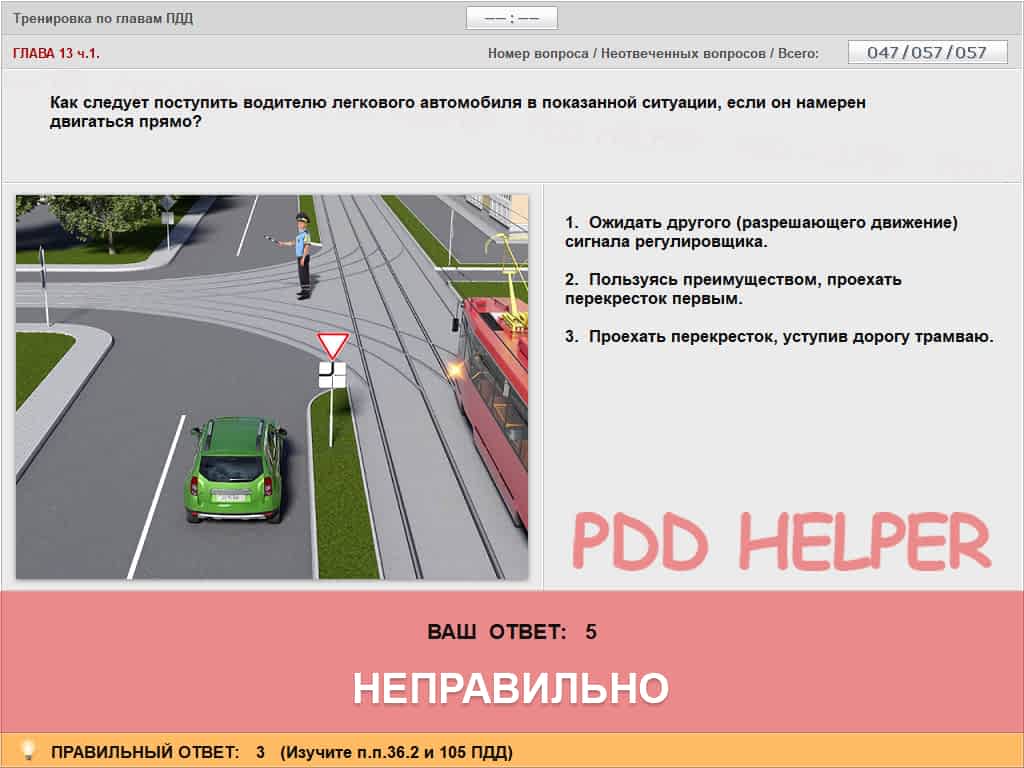 Тренировка по главам ПДД
—— : ——
ГЛАВА 13 ч.1.
Номер вопроса / Неотвеченных вопросов / Всего:
047/057/057
Как следует поступить водителю легкового автомобиля в показанной ситуации, если он намерен
двигаться прямо?
1. Ожидать другого (разрешающего движение)
сигнала регулировщика.
2. Пользуясь преимуществом, проехать
перекресток первым.
3. Проехать перекресток, уступив дорогу трамваю.
PDD HELPER
ВАШ ОТВЕТ: 5
НЕПРАВИЛЬНО
ПРАВИЛЬНЫЙ ОТВЕТ: 3 (Изучите п.п.36.2 и 105 ПДД)